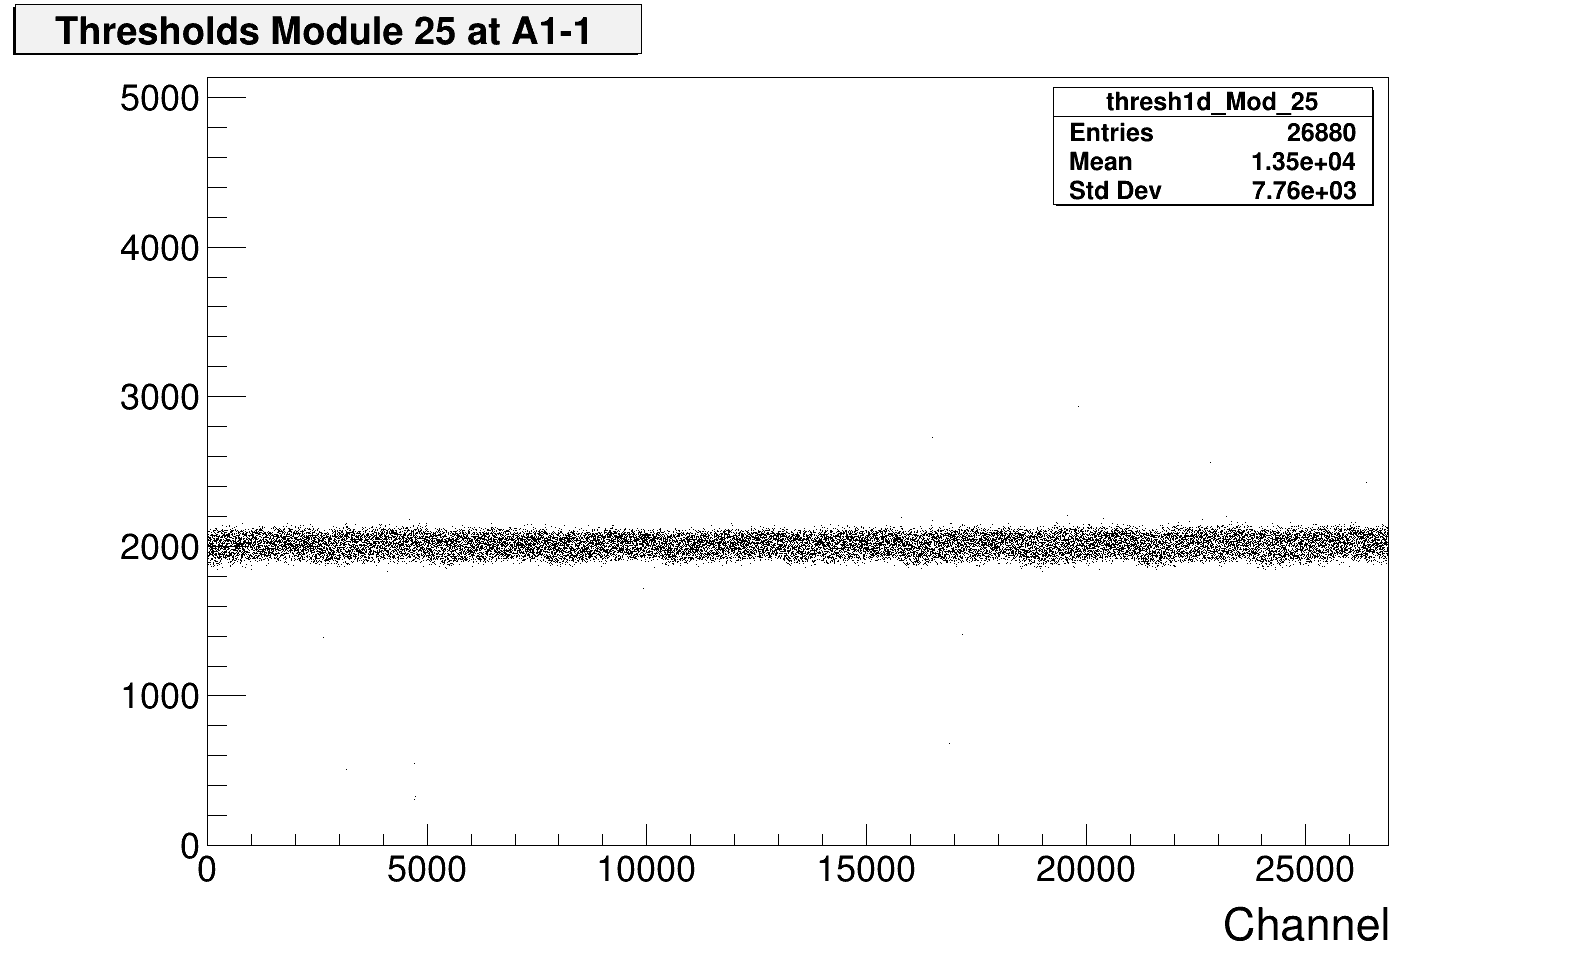 Thresholds Module 25 at A1-1
thresh1d_Mod_25
Entries 26880
Mean 1.35e+04
Std Dev 7.76e+03
5000
4000
3000
2000
1000
0
0 5000 10000 15000 20000 25000
Channel